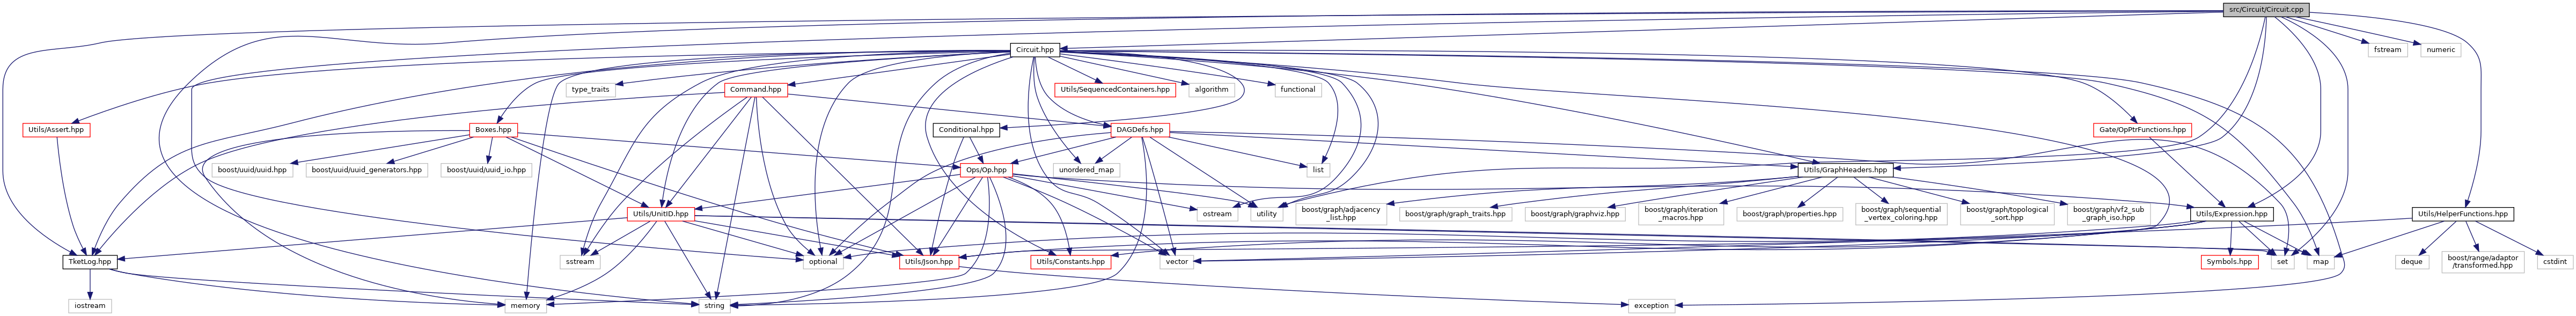 src/Circuit/Circuit.cpp
Circuit.hpp
fstream
numeric
type_traits
Command.hpp
Utils/SequencedContainers.hpp
algorithm
functional
Utils/Assert.hpp
Boxes.hpp
Conditional.hpp
DAGDefs.hpp
Gate/OpPtrFunctions.hpp
boost/uuid/uuid.hpp
boost/uuid/uuid_generators.hpp
boost/uuid/uuid_io.hpp
Ops/Op.hpp
unordered_map
list
Utils/GraphHeaders.hpp
Utils/UnitID.hpp
ostream
utility
boost/graph/adjacency
_list.hpp
boost/graph/graph_traits.hpp
boost/graph/graphviz.hpp
boost/graph/iteration
_macros.hpp
boost/graph/properties.hpp
boost/graph/sequential
_vertex_coloring.hpp
boost/graph/topological
_sort.hpp
boost/graph/vf2_sub
_graph_iso.hpp
Utils/Expression.hpp
Utils/HelperFunctions.hpp
TketLog.hpp
sstream
optional
Utils/Json.hpp
Utils/Constants.hpp
vector
Symbols.hpp
set
map
deque
boost/range/adaptor
/transformed.hpp
cstdint
iostream
memory
string
exception